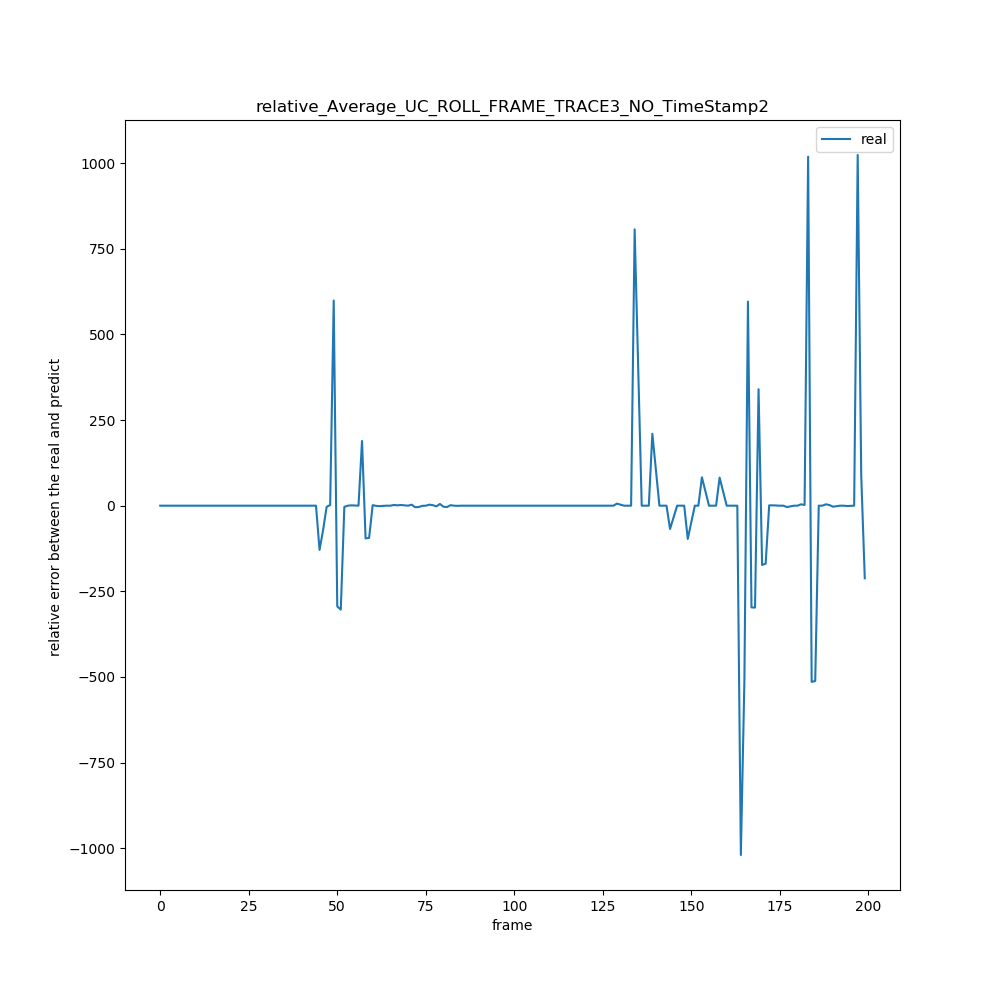 relative_Average_UC_ROLL_FRAME_TRACE3_NO_TimeStamp2
real
1000
750
500
250
0
−250
−500
−750
−1000
relative error between the real and predict
0 25 50 75 100 125 150 175 200
frame